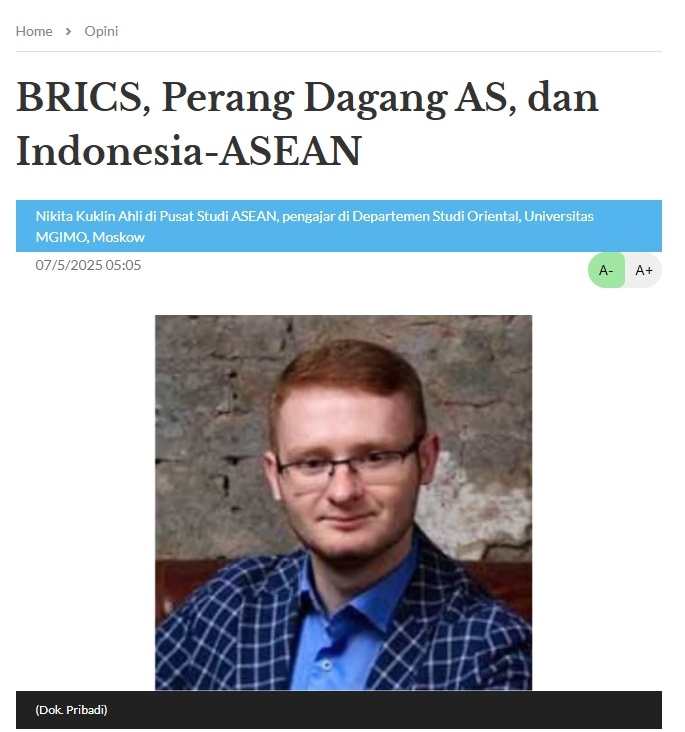 Home > Opini
BRICS, Perang Dagang AS, dan
Indonesia-ASEAN
Nikita Kuklin Ahli di Pusat Studi ASEAN, pengajar di Departemen Studi Oriental, Universitas
MGIMO, Moskow
07/5/2025 05:05
A- A+
(Dok. Pribadi)